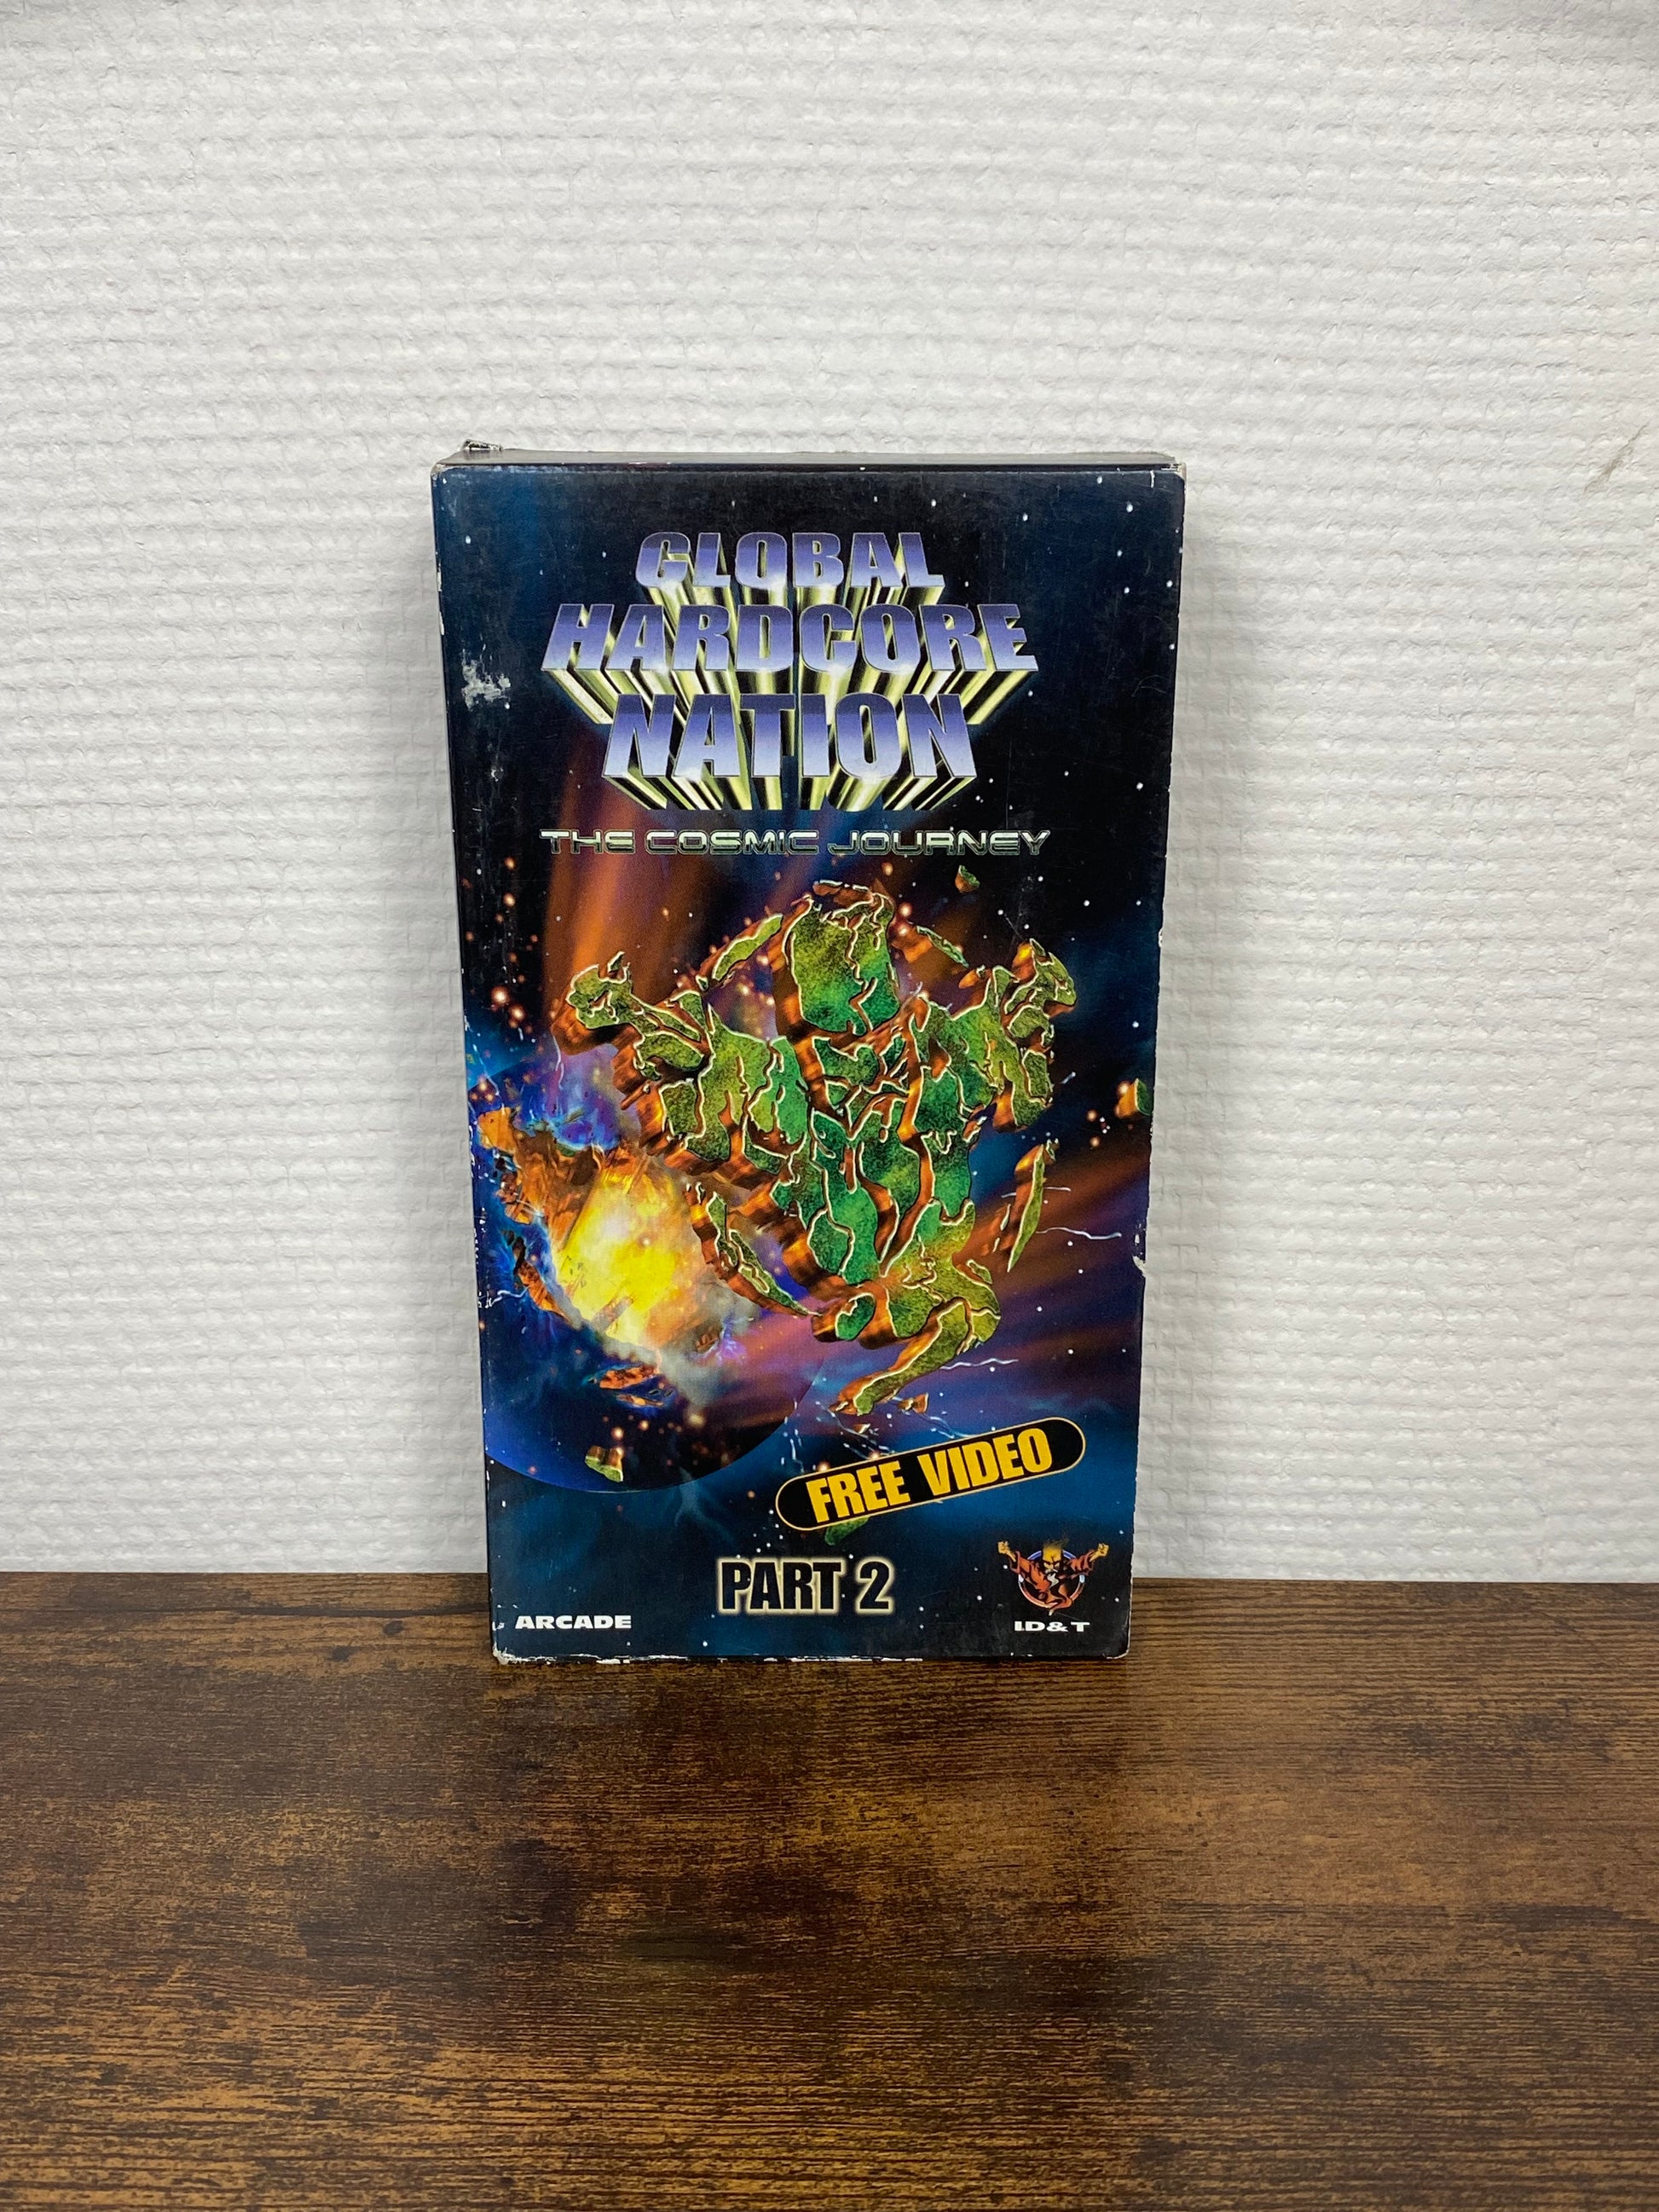 GLOBAL
HARDCORE
NATION
THE COSMIC JOURNEY
FREE VIDEO
PART 2
ARCADE
ID&T